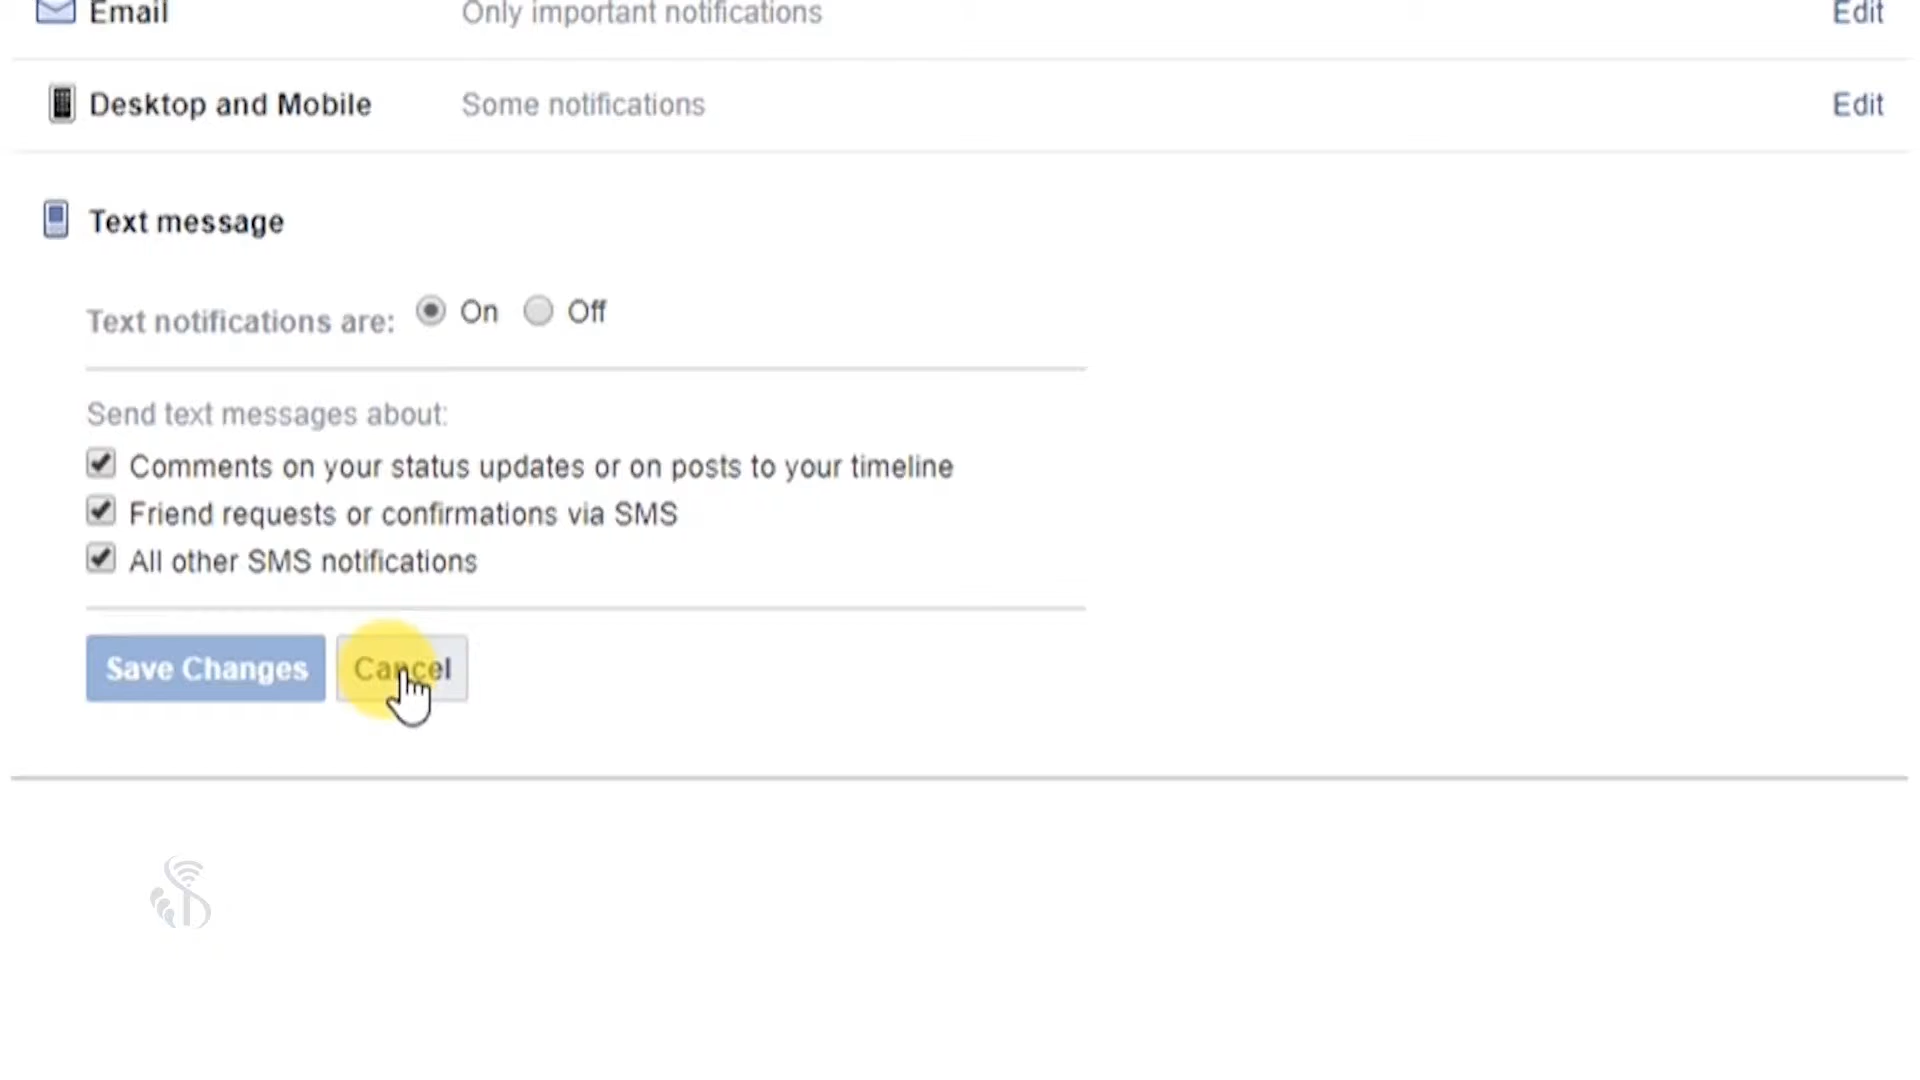 Email Only important notifications Edit
Desktop and Mobile Some notifications Edit
Text message
Text notifications are: On Off
Send text messages about:
Comments on your status updates or on posts to your timeline
Friend requests or confirmations via SMS
All other SMS notifications
Save Changes Cancel